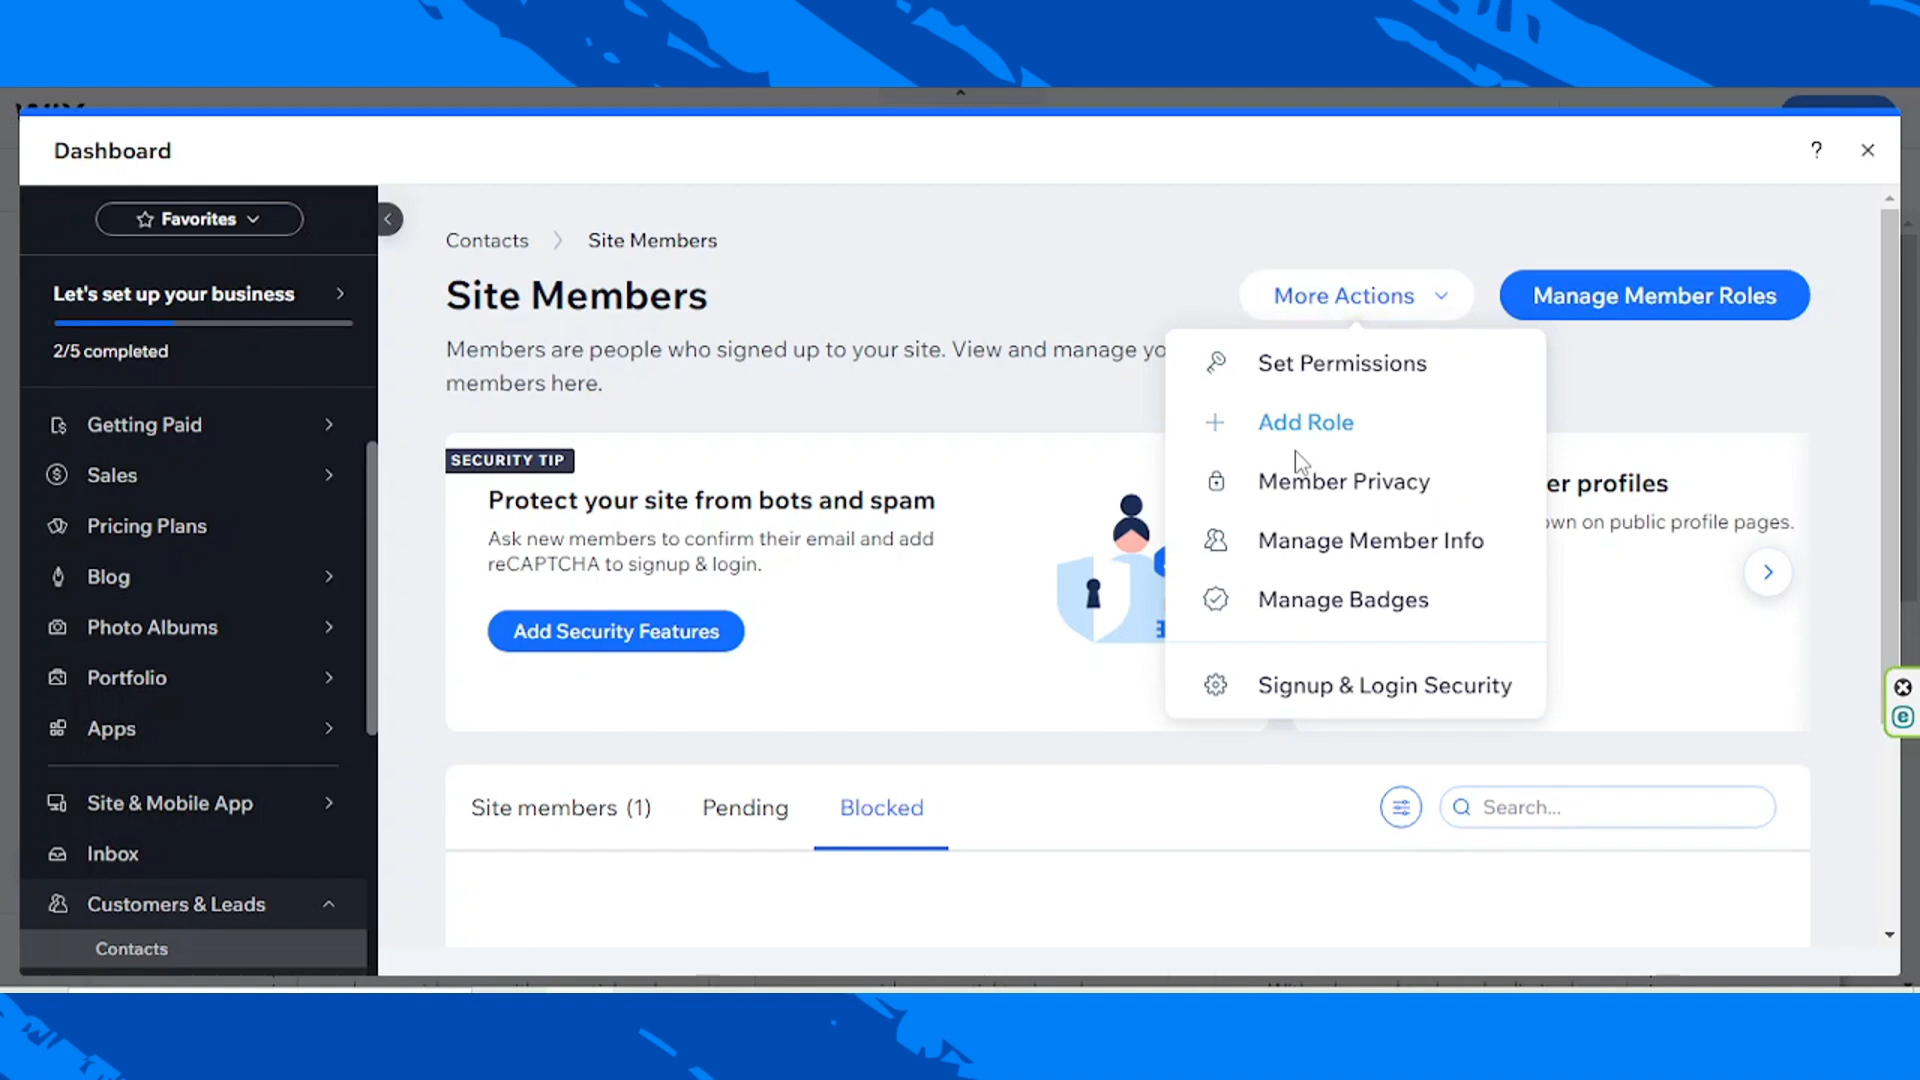 Dashboard
?
Favorites
Let's set up your business
2/5 completed
Getting Paid
Sales
Pricing Plans
Blog
Photo Albums
Portfolio
Apps
Site & Mobile App
Inbox
Customers & Leads
Contacts
Contacts Site Members
Site Members
More Actions
Manage Member Roles
Members are people who signed up to your site. View and manage yo
members here.
Set Permissions
Add Role
Member Privacy
Manage Member Info
Manage Badges
Signup & Login Security
SECURITY TIP
Protect your site from bots and spam
Ask new members to confirm their email and add
reCAPTCHA to signup & login.
Add Security Features
er profiles
own on public profile pages.
Site members (1) Pending Blocked
Search...